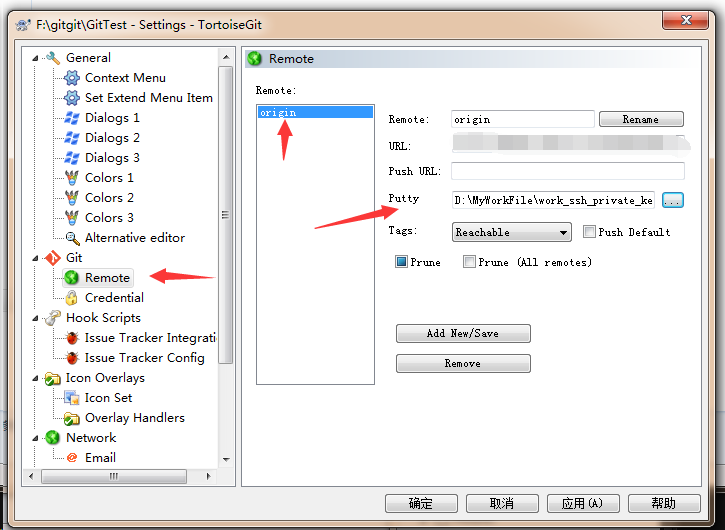 F:\gitgit\GitTest - Settings - TortoiseGit
General
Context Menu
Set Extend Menu Item
Dialogs 1
Dialogs 2
Dialogs 3
Colors 1
Colors 2
Colors 3
Alternative editor
Git
Remote
Credential
Hook Scripts
Issue Tracker Integrati
Issue Tracker Config
Icon Overlays
Icon Set
Overlay Handlers
Network
Email
Remote
Remote:
origin
Remote: origin Rename
URL:
Push URL:
Putty D:\MyWorkFile\work_ssh_private_ke ...
Tags: Reachable Push Default
Prune Prune (All remotes)
Add New/Save
Remove
确定 取消 应用(A) 帮助